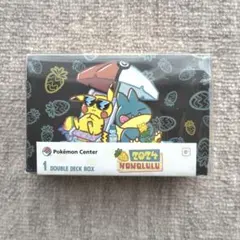 Pokémon Center
1 DOUBLE DECK BOX
2024
HONOLULU